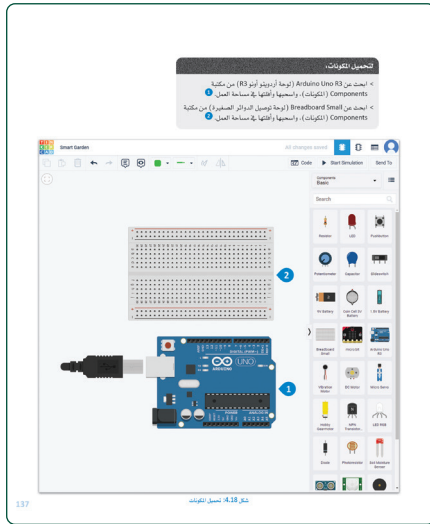 لتحميل المكونات:
> ابحث عن Arduino Uno R3 (لوحة أردوينو أونو R3) من مكتبة
Components (المكونات)، واسحبها وأفلتها في مساحة العمل. 1
> ابحث عن Breadboard Small (لوحة توصيل الدوائر الصغيرة) من مكتبة
Components (المكونات)، واسحبها وأفلتها في مساحة العمل. 2
Smart Garden
All changes saved
Code
Start Simulation
Send To
Components
Basic
Search
Resistor
LED
Pushbutton
Potentiometer
Capacitor
Slideswitch
9V Battery
Coin Cell 3V
Battery
1.5V Battery
Breadboard
Small
micro:bit
Arduino Uno
R3
Vibration
Motor
DC Motor
Micro Servo
Hobby
Gearmotor
NPN
Transistor
LED RGB
Diode
Photoresistor
Soil Moisture
Sensor
2
1
UNO
ARDUINO
شكل 4.18: تحميل المكونات
137